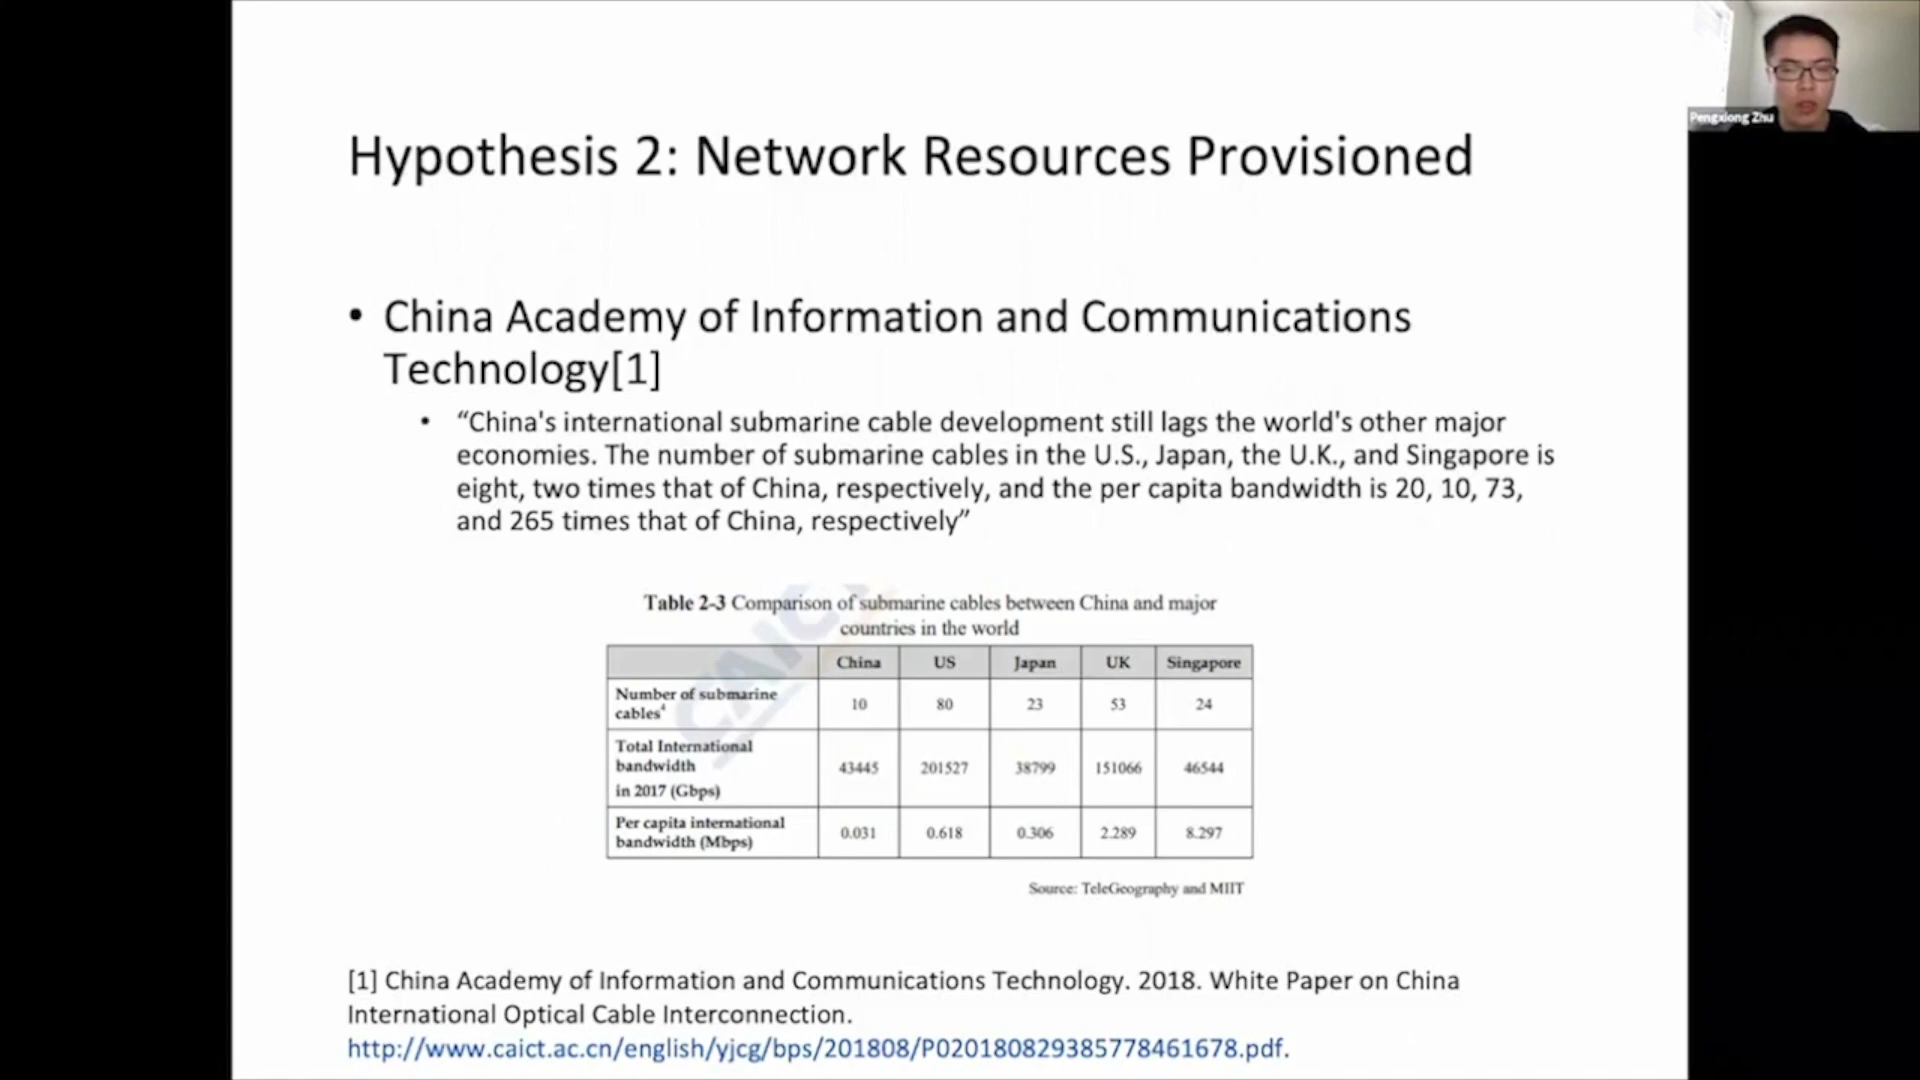 Pengxiong Zhu
Hypothesis 2: Network Resources Provisioned
• China Academy of Information and Communications
Technology[1]
• “China's international submarine cable development still lags the world's other major
economies. The number of submarine cables in the U.S., Japan, the U.K., and Singapore is
eight, two times that of China, respectively, and the per capita bandwidth is 20, 10, 73,
and 265 times that of China, respectively”
CAICT
Table 2-3 Comparison of submarine cables between China and major
countries in the world
China US Japan UK Singapore
Number of submarine
cables4
10 80 23 53 24
Total International
bandwidth
in 2017 (Gbps)
43445 201527 38799 151066 46544
Per capita international
bandwidth (Mbps)
0.031 0.618 0.306 2.289 8.297
Source: TeleGeography and MIIT
[1] China Academy of Information and Communications Technology. 2018. White Paper on China
International Optical Cable Interconnection.
http://www.caict.ac.cn/english/yjcg/bps/201808/P020180829385778461678.pdf.